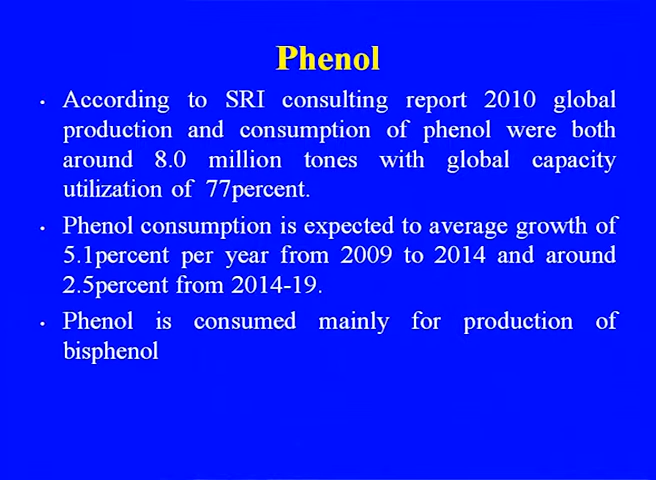 Phenol
• According to SRI consulting report 2010 global
production and consumption of phenol were both
around 8.0 million tones with global capacity
utilization of 77percent.
• Phenol consumption is expected to average growth of
5.1percent per year from 2009 to 2014 and around
2.5percent from 2014-19.
• Phenol is consumed mainly for production of
bisphenol